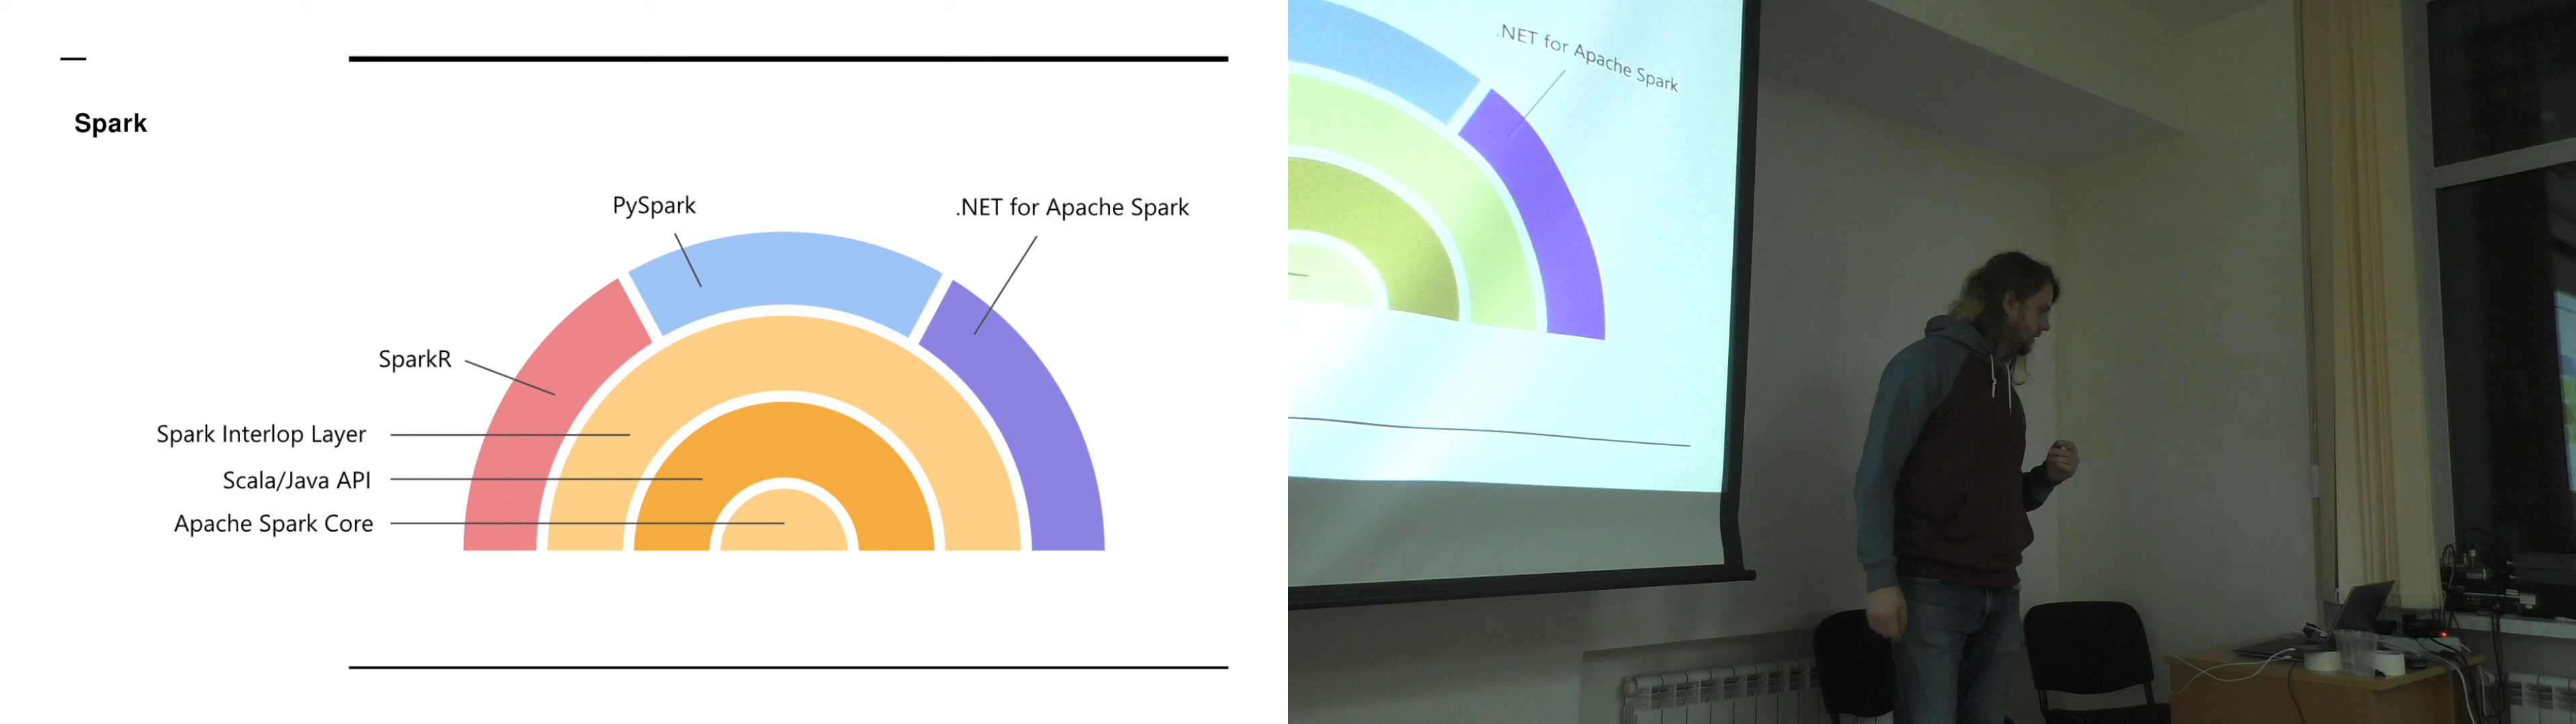 Spark
PySpark
.NET for Apache Spark
SparkR
Spark Interlop Layer
Scala/Java API
Apache Spark Core
.NET for Apache Spark